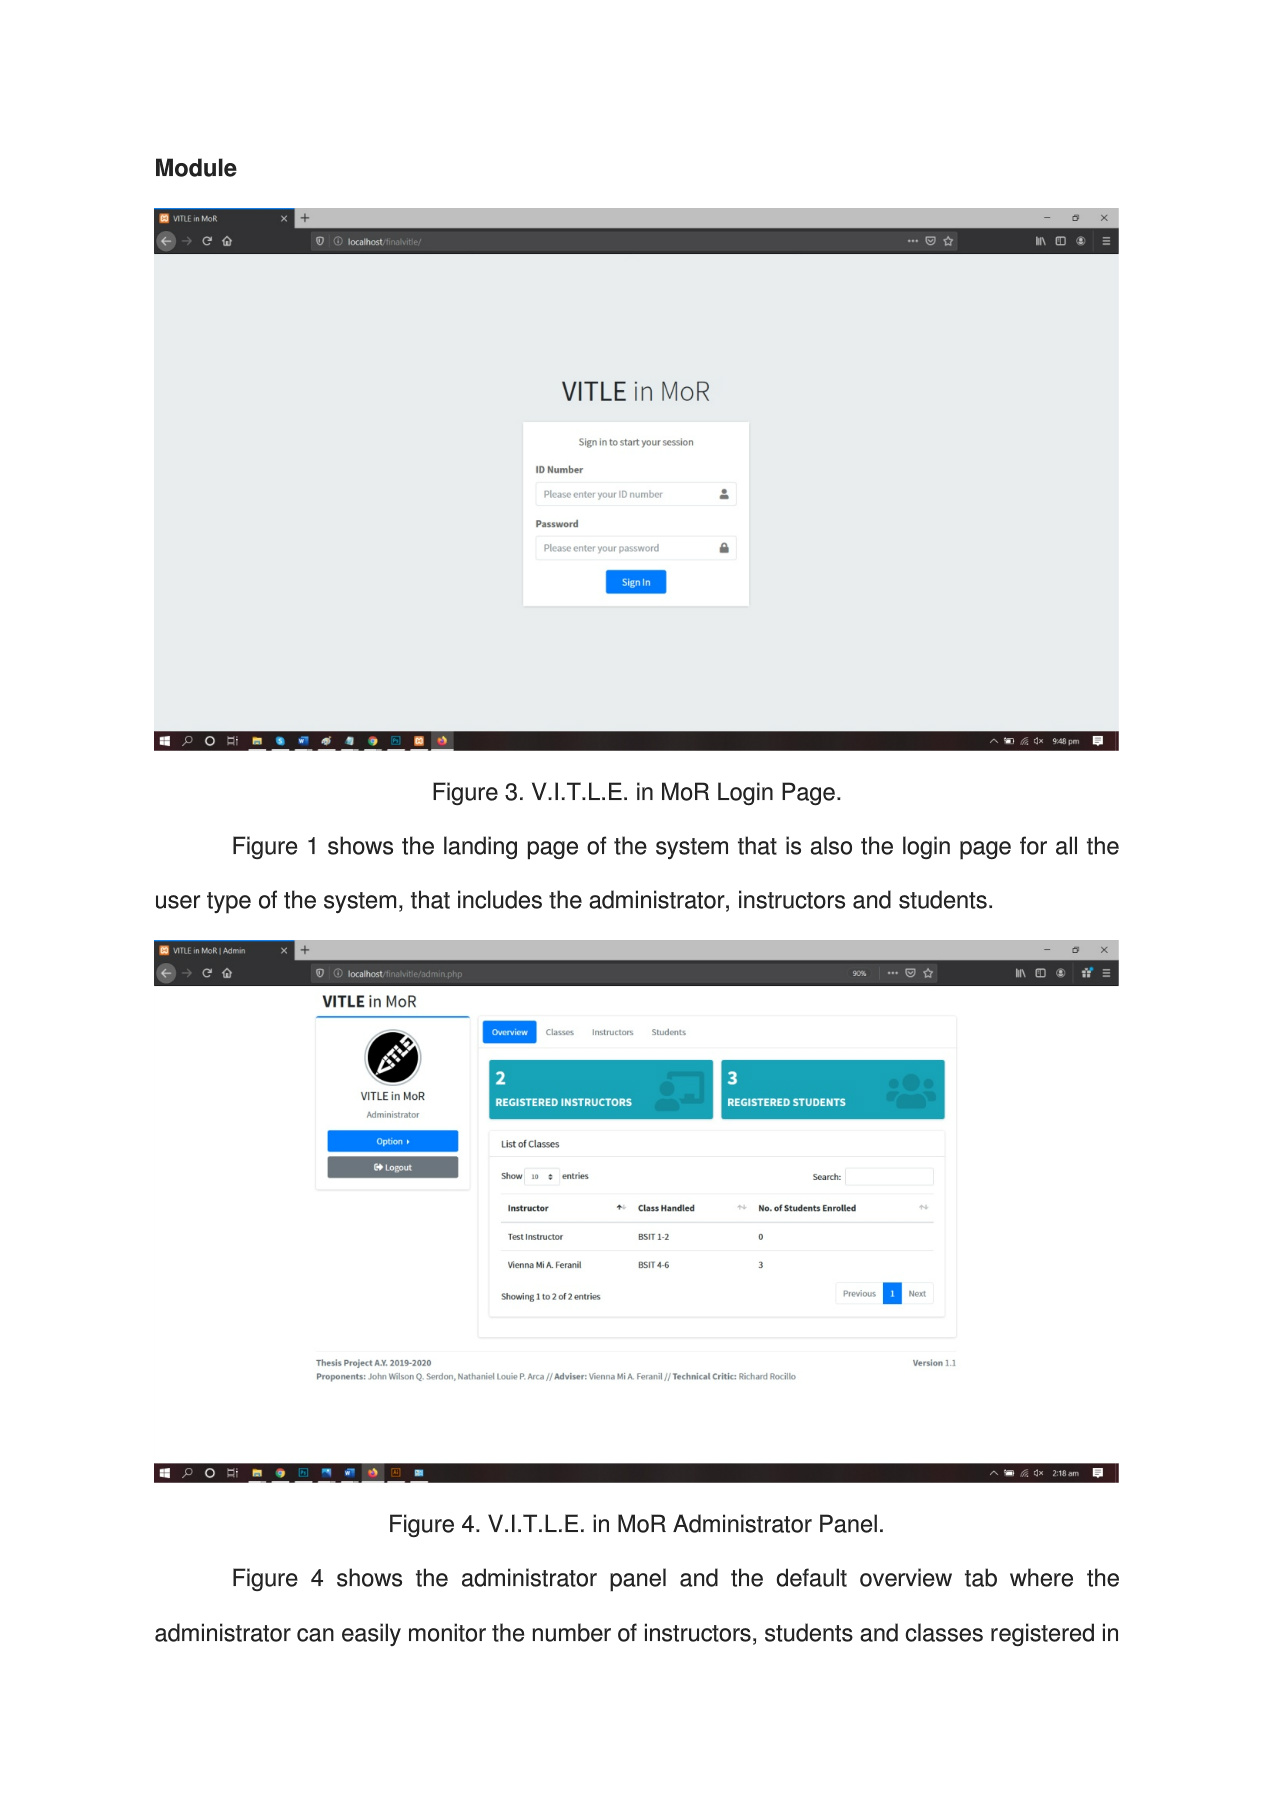 Module
VITLE in MoR
localhost/finalvitle/
VITLE in MoR
Sign in to start your session
ID Number
Please enter your ID number
Password
Please enter your password
Sign In
9:48 pm
Figure 3. V.I.T.L.E. in MoR Login Page.
Figure 1 shows the landing page of the system that is also the login page for all the
user type of the system, that includes the administrator, instructors and students.
VITLE in MoR | Admin
localhost/finalvitle/admin.php 90%
VITLE in MoR
Overview Classes Instructors Students
VITLE
VITLE in MoR
Administrator
Option
Logout
2
REGISTERED INSTRUCTORS
3
REGISTERED STUDENTS
List of Classes
Show 10 entries Search:
Instructor Class Handled No. of Students Enrolled
Test Instructor BSIT 1-2 0
Vienna Mi A. Feranil BSIT 4-6 3
Showing 1 to 2 of 2 entries Previous 1 Next
Thesis Project A.Y. 2019-2020 Version 1.1
Proponents: John Wilson Q. Serdon, Nathaniel Louie P. Arca // Adviser: Vienna Mi A. Feranil // Technical Critic: Richard Rocillo
2:18 am
Figure 4. V.I.T.L.E. in MoR Administrator Panel.
Figure 4 shows the administrator panel and the default overview tab where the
administrator can easily monitor the number of instructors, students and classes registered in